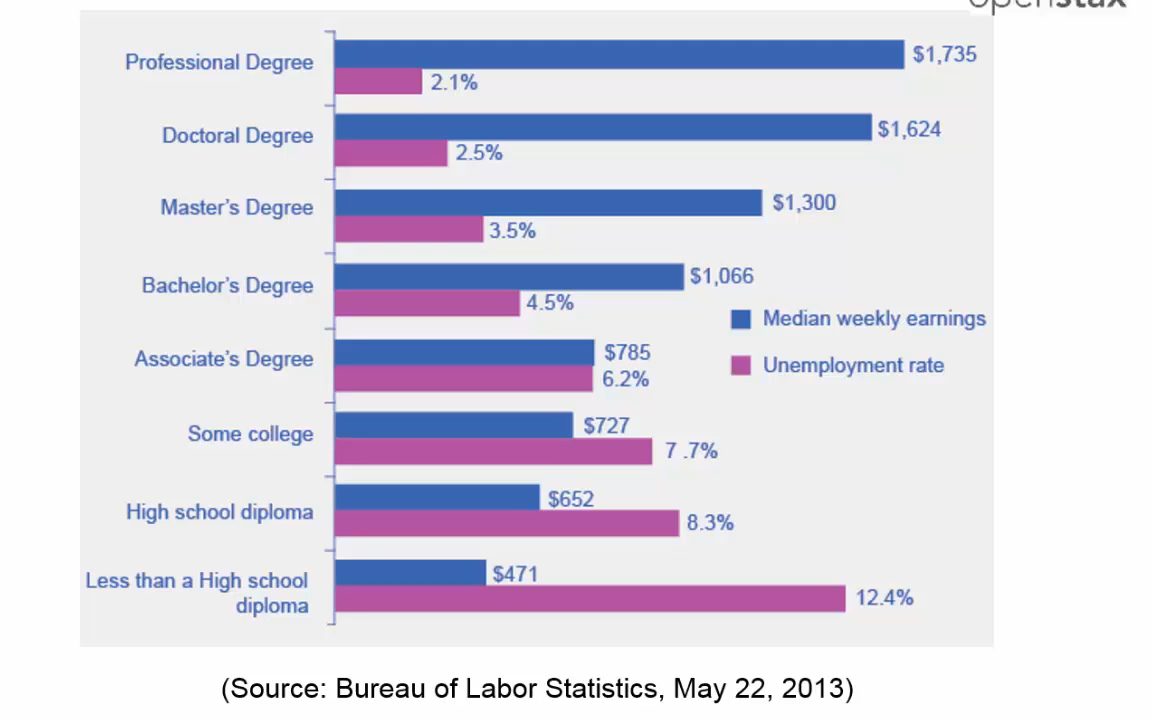 openstax
Professional Degree
$1,735
2.1%
Doctoral Degree
$1,624
2.5%
Master's Degree
$1,300
3.5%
Bachelor's Degree
$1,066
4.5%
Median weekly earnings
Unemployment rate
Associate's Degree
$785
6.2%
Some college
$727
7 .7%
High school diploma
$652
8.3%
Less than a High school
diploma
$471
12.4%
(Source: Bureau of Labor Statistics, May 22, 2013)